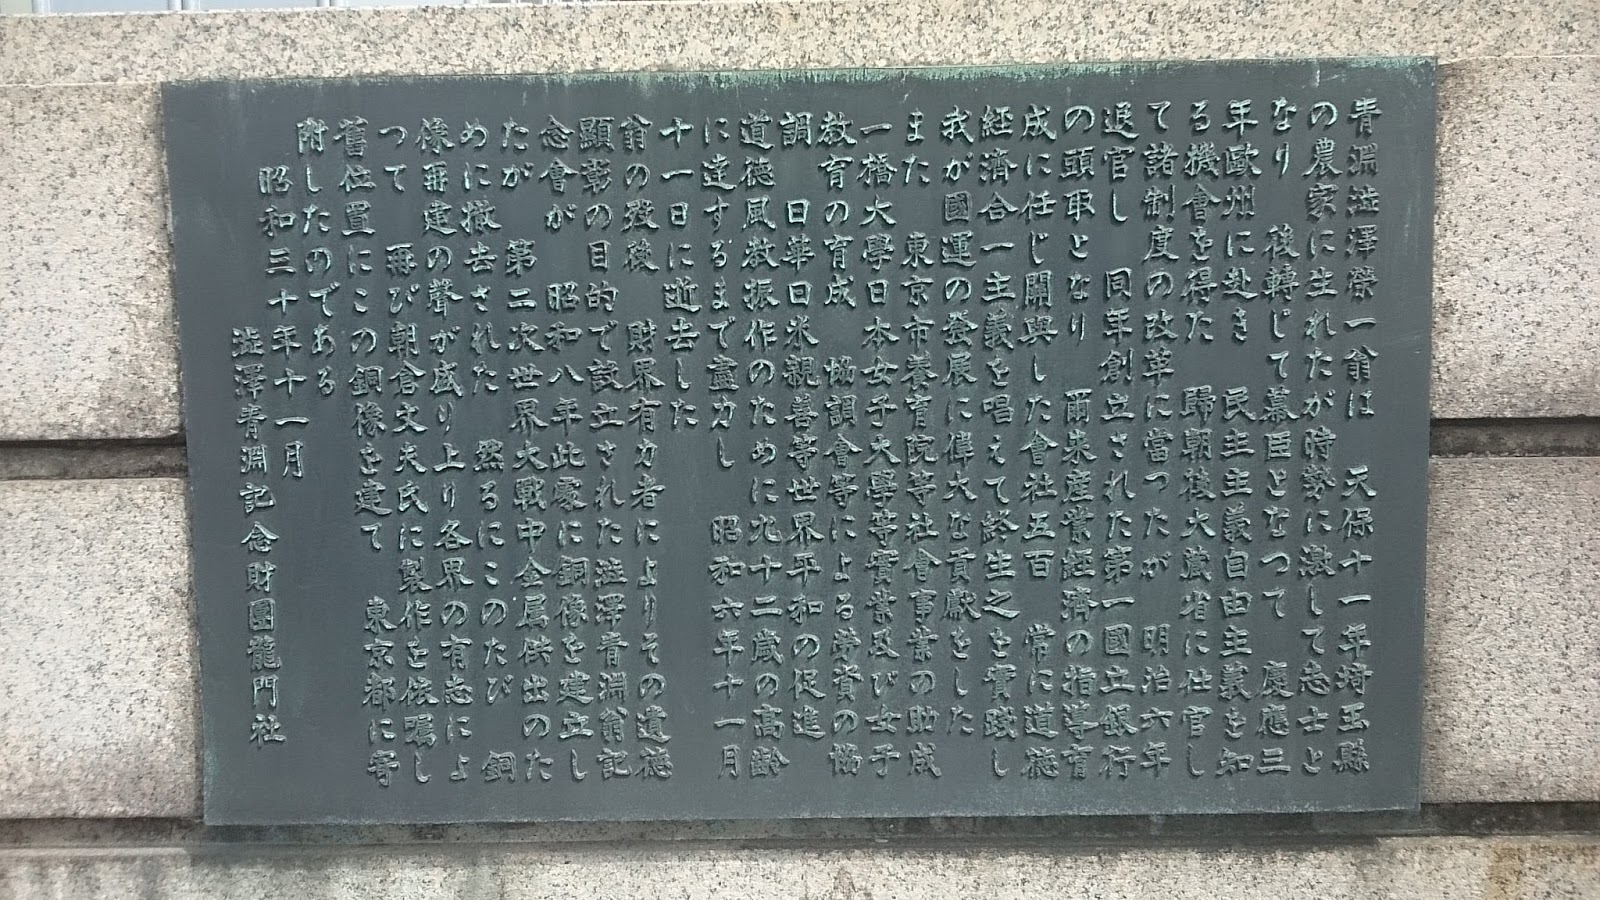 青淵澁澤榮一翁は　天保十一年埼玉縣
の農家に生れたが時勢に激して志士と
なり　後轉じて幕臣となつて　慶應三
年歐州に赴き　民主主義自由主義を知
る機會を得た　歸朝後大藏省に仕官し
て諸制度の改革に當つたが　明治六年
退官し　同年創立された第一國立銀行
の頭取となり　爾来産業経済の指導育
成に任じ關與した會社五百　常に道徳
経済合一主義を唱えて終生之を實踐し
我が國運の發展に偉大な貢獻をした
また　東京市養育院等社會事業の助成
一橋大學日本女子大學等實業及び女子
教育の育成　協調會等による勞資の協
調　日華日米親善等世界平和の促進
道徳風教振作のために九十二歳の高齢
に達するまで盡力し　昭和六年十一月
十一日に逝去した
翁の歿後　財界有力者によりその遺徳
顯彰の目的で設立された澁澤青淵翁記
念會が　昭和八年此處に銅像を建立し
たが　第二次世界大戰中金属供出のた
めに撤去された　然るにこのたび　銅
像再建の聲が盛り上り各界の有志によ
つて　再び朝倉文夫氏に製作を依嘱し
舊位置にこの銅像を建て　東京都に寄
附したのである
昭和三十年十一月
澁澤青淵記念財團龍門社